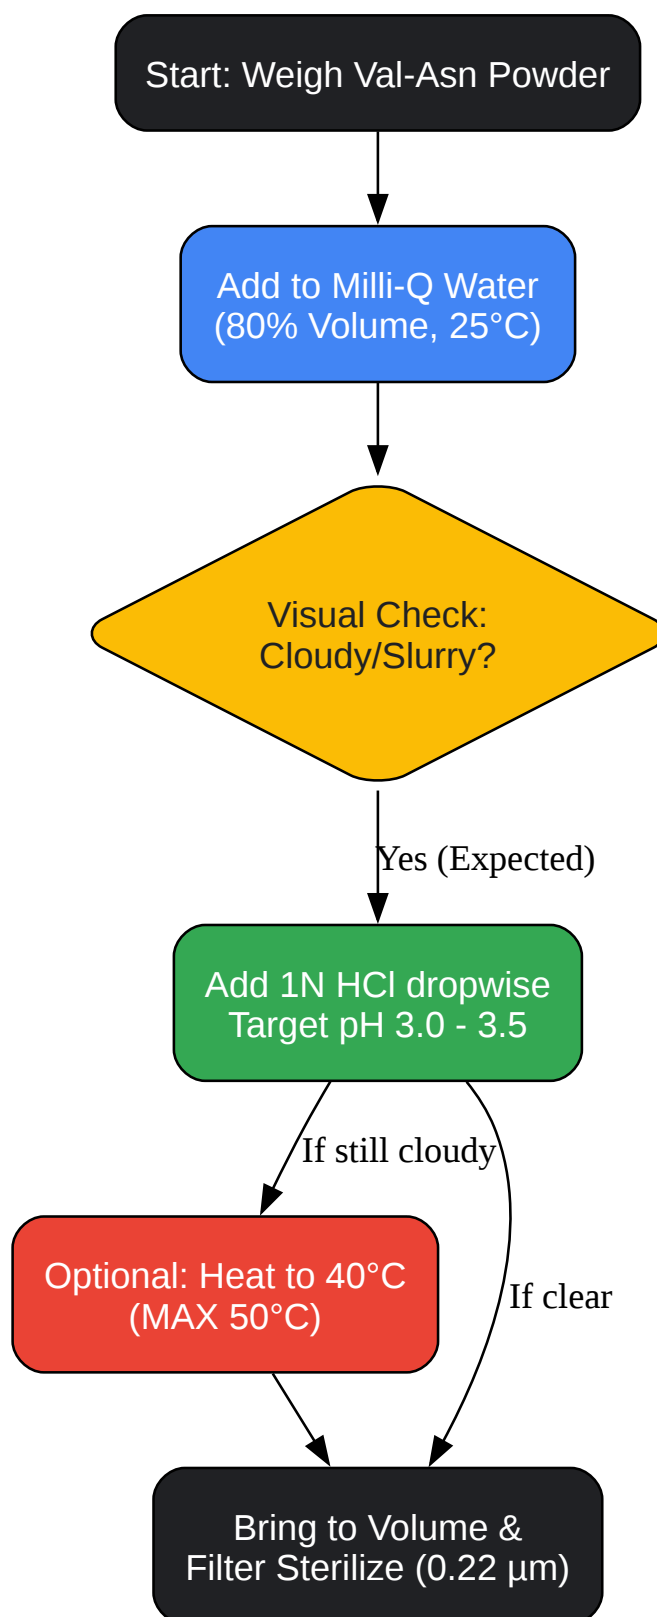 Start: Weigh Val-Asn Powder
Add to Milli-Q Water
(80% Volume, 25°C)
Visual Check:
Cloudy/Slurry?
Yes (Expected)
Add 1N HCl dropwise
Target pH 3.0 - 3.5
If still cloudy
Optional: Heat to 40°C
(MAX 50°C)
If clear
Bring to Volume &
Filter Sterilize (0.22 µm)